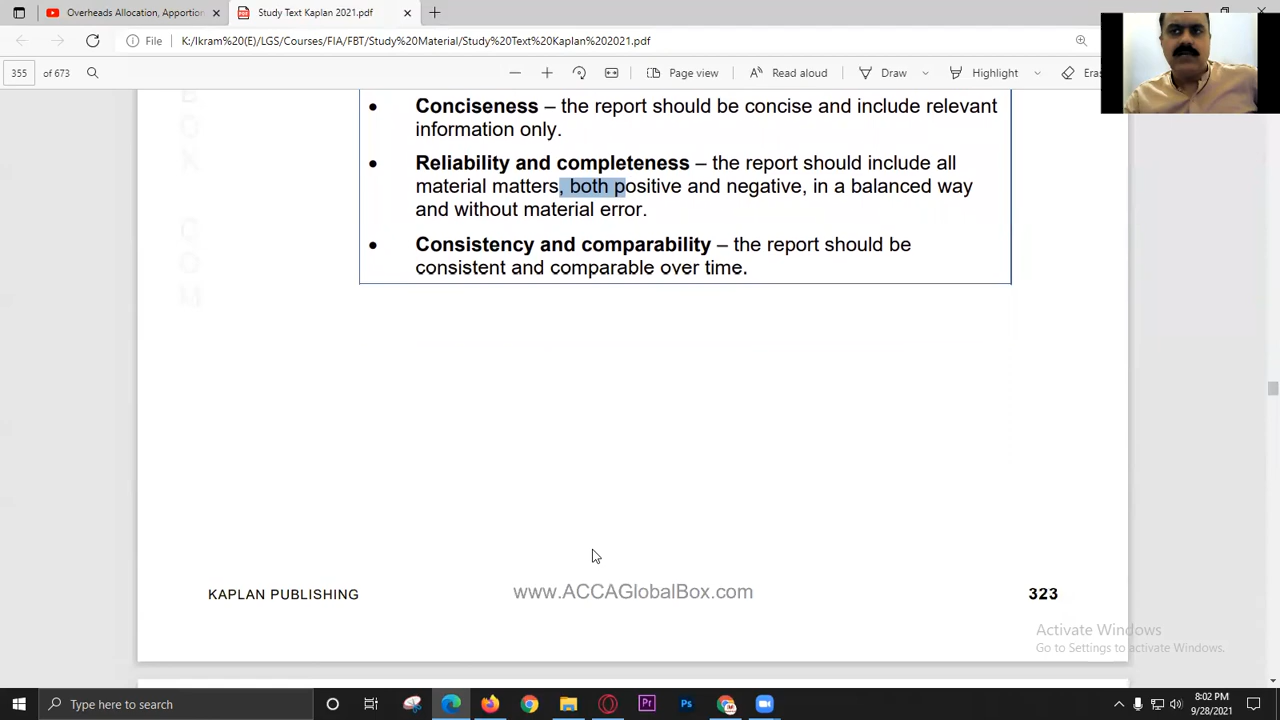 Overheads Allocation, Apportion
Study Text Kaplan 2021.pdf
File
K:/Ikram%20(E)/LGS/Courses/FIA/FBT/Study%20Material/Study%20Text%20Kaplan%202021.pdf
355 of 673
Page view
Read aloud
Draw
Highlight
Eras
• Conciseness – the report should be concise and include relevant
information only.
• Reliability and completeness – the report should include all
material matters, both positive and negative, in a balanced way
and without material error.
• Consistency and comparability – the report should be
consistent and comparable over time.
KAPLAN PUBLISHING
www.ACCAGlobalBox.com
323
Activate Windows
Go to Settings to activate Windows.
Type here to search
8:02 PM
9/28/2021